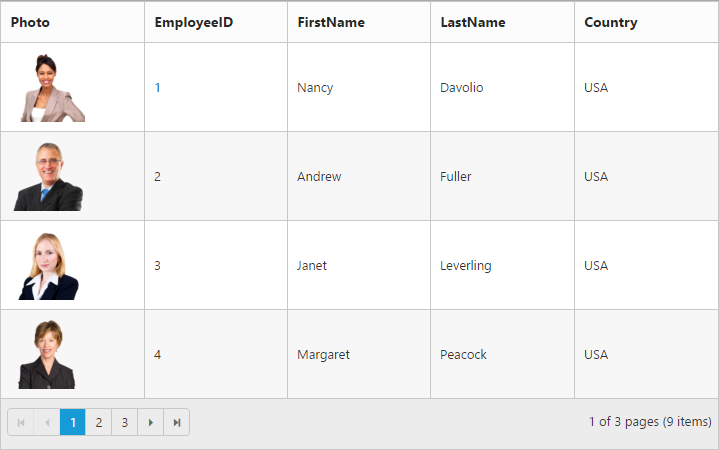 Photo EmployeeID FirstName LastName Country
1 Nancy Davolio USA
2 Andrew Fuller USA
3 Janet Leverling USA
4 Margaret Peacock USA
1 2 3 1 of 3 pages (9 items)